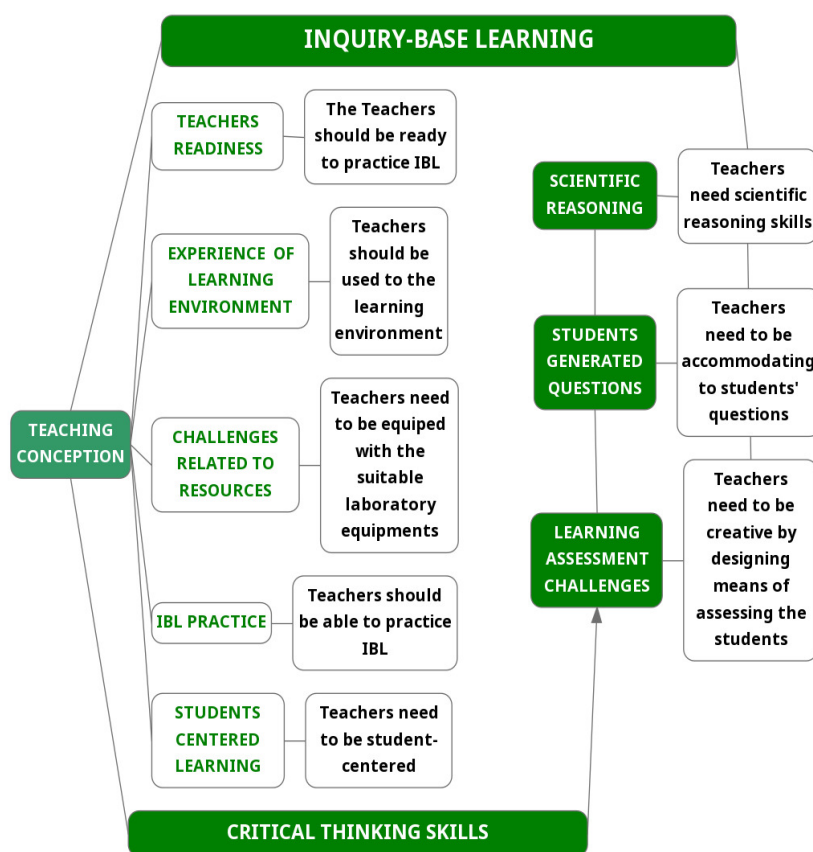 INQUIRY-BASE LEARNING
TEACHERS
READINESS
The Teachers
should be ready
to practice IBL
EXPERIENCE OF
LEARNING
ENVIRONMENT
Teachers
should be
used to the
learning
environment
TEACHING
CONCEPTION
CHALLENGES
RELATED TO
RESOURCES
Teachers need
to be equiped
with the
suitable
laboratory
equipments
IBL PRACTICE
Teachers should
be able to practice
IBL
STUDENTS
CENTERED
LEARNING
Teachers need
to be student-
centered
SCIENTIFIC
REASONING
Teachers
need scientific
reasoning skills
STUDENTS
GENERATED
QUESTIONS
Teachers
need to be
accommodating
to students'
questions
LEARNING
ASSESSMENT
CHALLENGES
Teachers
need to be
creative by
designing
means of
assessing the
students
CRITICAL THINKING SKILLS